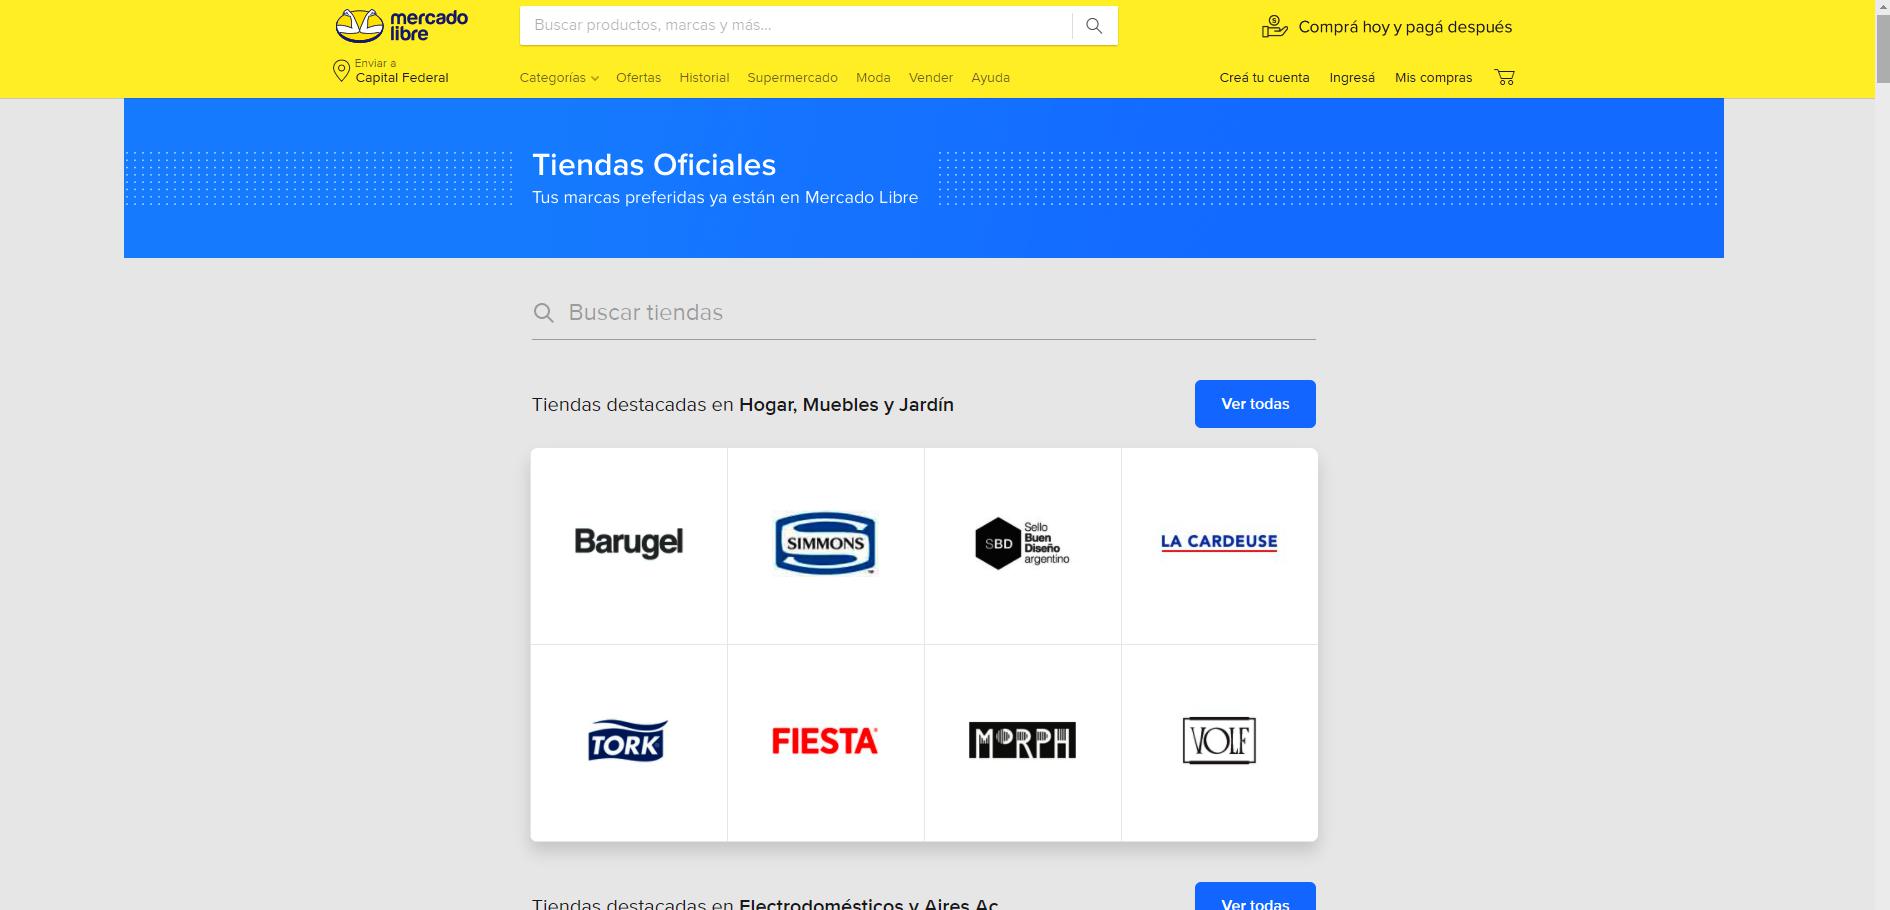 mercado
libre
Buscar productos, marcas y más...
Comprá hoy y pagá después
Enviar a
Capital Federal
Categorías
Ofertas
Historial
Supermercado
Moda
Vender
Ayuda
Creá tu cuenta
Ingresá
Mis compras
Tiendas Oficiales
Tus marcas preferidas ya están en Mercado Libre
Buscar tiendas
Tiendas destacadas en Hogar, Muebles y Jardín
Ver todas
Barugel
SIMMONS
SBD
Sello
Buen
Diseño
argentino
LA CARDEUSE
TORK
FIESTA
MORPH
VOLF
Tiendas destacadas en Electrodomésticos y Aires Ac.
Ver todas